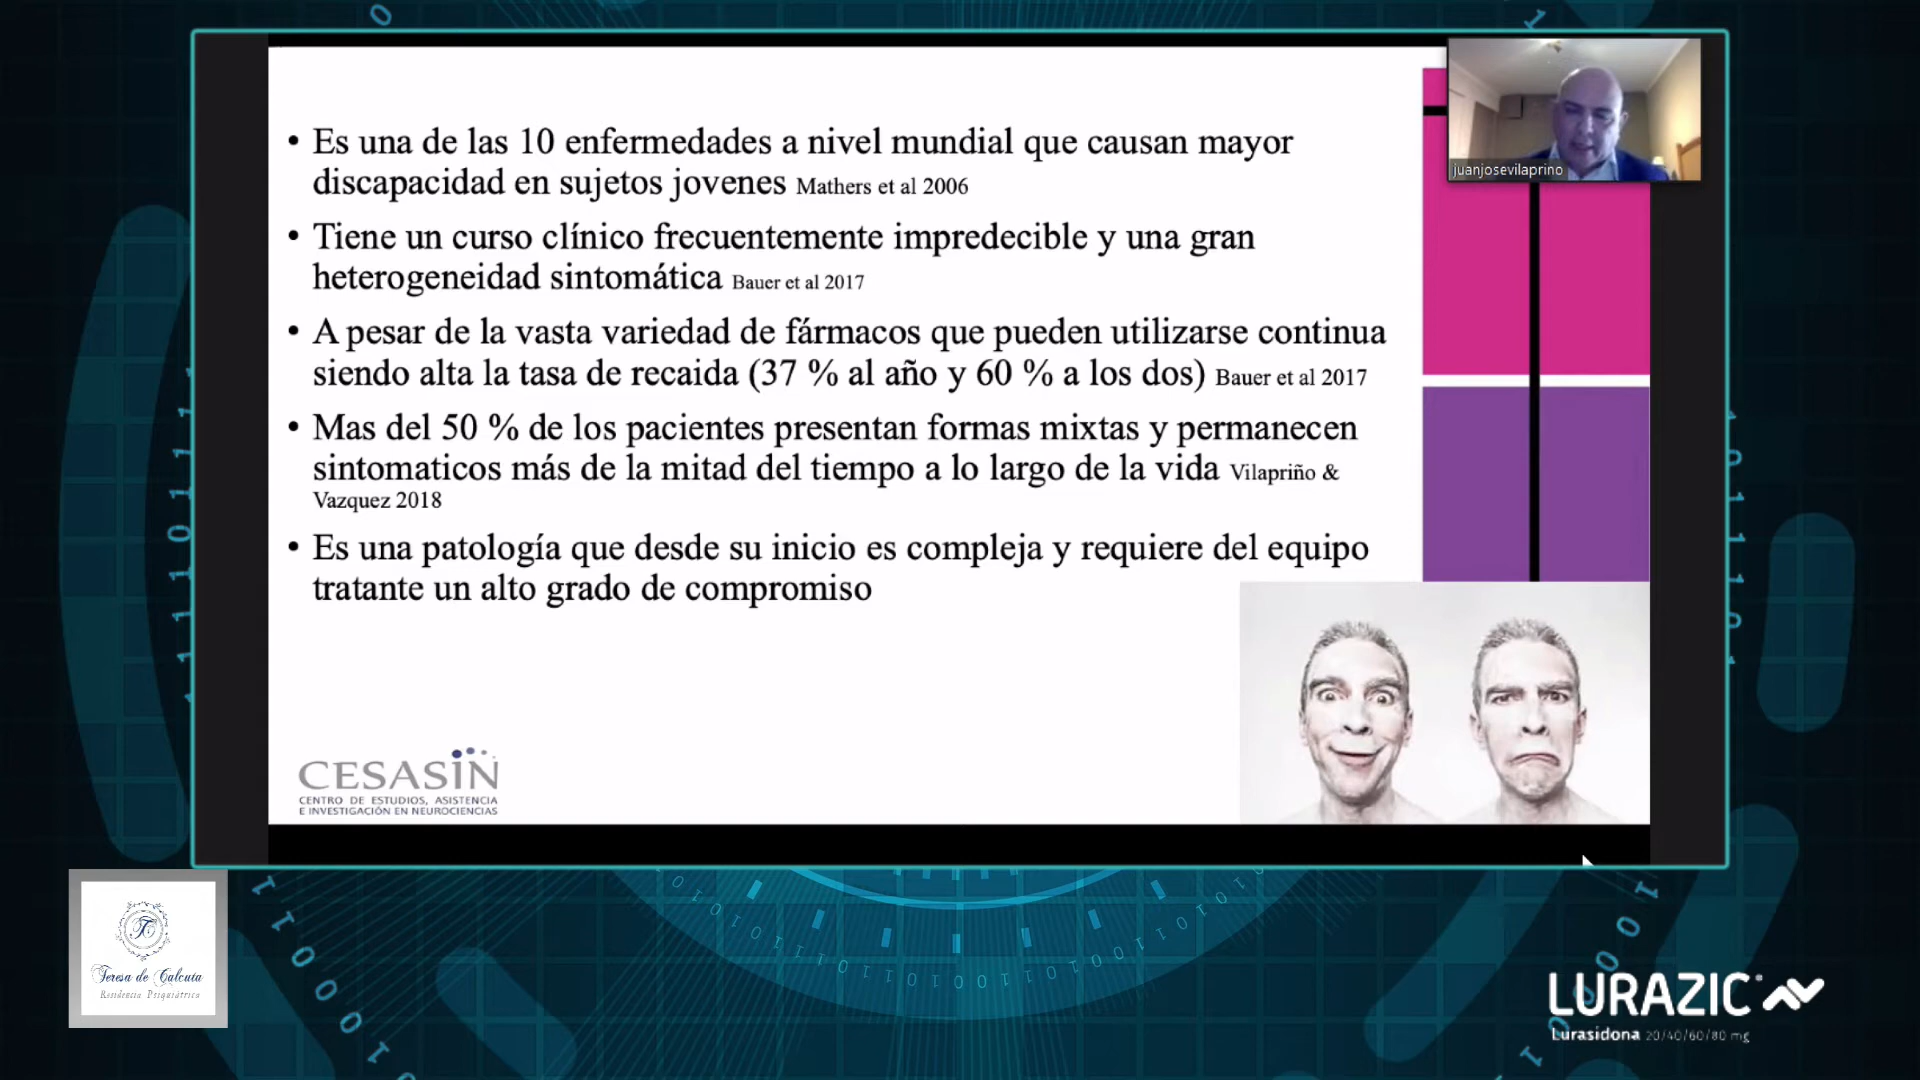 • Es una de las 10 enfermedades a nivel mundial que causan mayor
discapacidad en sujetos jovenes Mathers et al 2006
• Tiene un curso clínico frecuentemente impredecible y una gran
heterogeneidad sintomática Bauer et al 2017
• A pesar de la vasta variedad de fármacos que pueden utilizarse continua
siendo alta la tasa de recaida (37 % al año y 60 % a los dos) Bauer et al 2017
• Mas del 50 % de los pacientes presentan formas mixtas y permanecen
sintomaticos más de la mitad del tiempo a lo largo de la vida Vilapriño &
Vazquez 2018
• Es una patología que desde su inicio es compleja y requiere del equipo
tratante un alto grado de compromiso
juanjosevilaprino
CESASIN
CENTRO DE ESTUDIOS, ASISTENCIA
E INVESTIGACIÓN EN NEUROCIENCIAS
Teresa de Calcuta
Residencia Psiquiátrica
LURAZIC
Lurasidona 20/40/60/80 mg